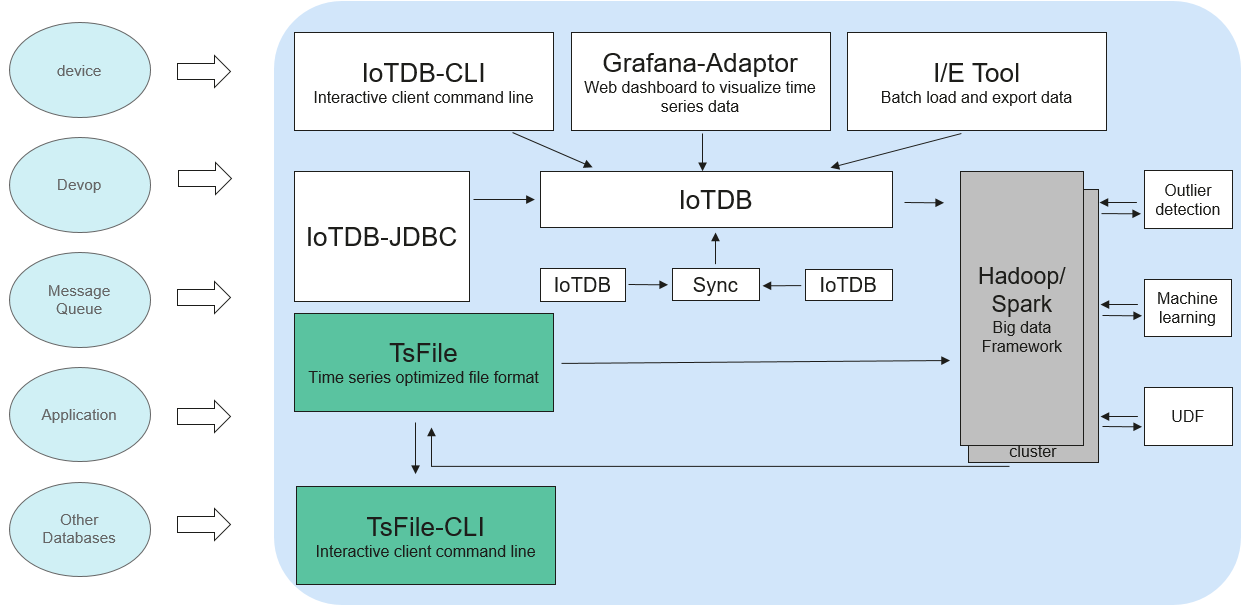 device
Devop
Message
Queue
Application
Other
Databases
IoTDB-CLI
Interactive client command line
Grafana-Adaptor
Web dashboard to visualize time
series data
I/E Tool
Batch load and export data
IoTDB-JDBC
IoTDB
IoTDB
Sync
IoTDB
TsFile
Time series optimized file format
TsFile-CLI
Interactive client command line
Hadoop/
Spark
Big data
Framework
cluster
Outlier
detection
Machine
learning
UDF